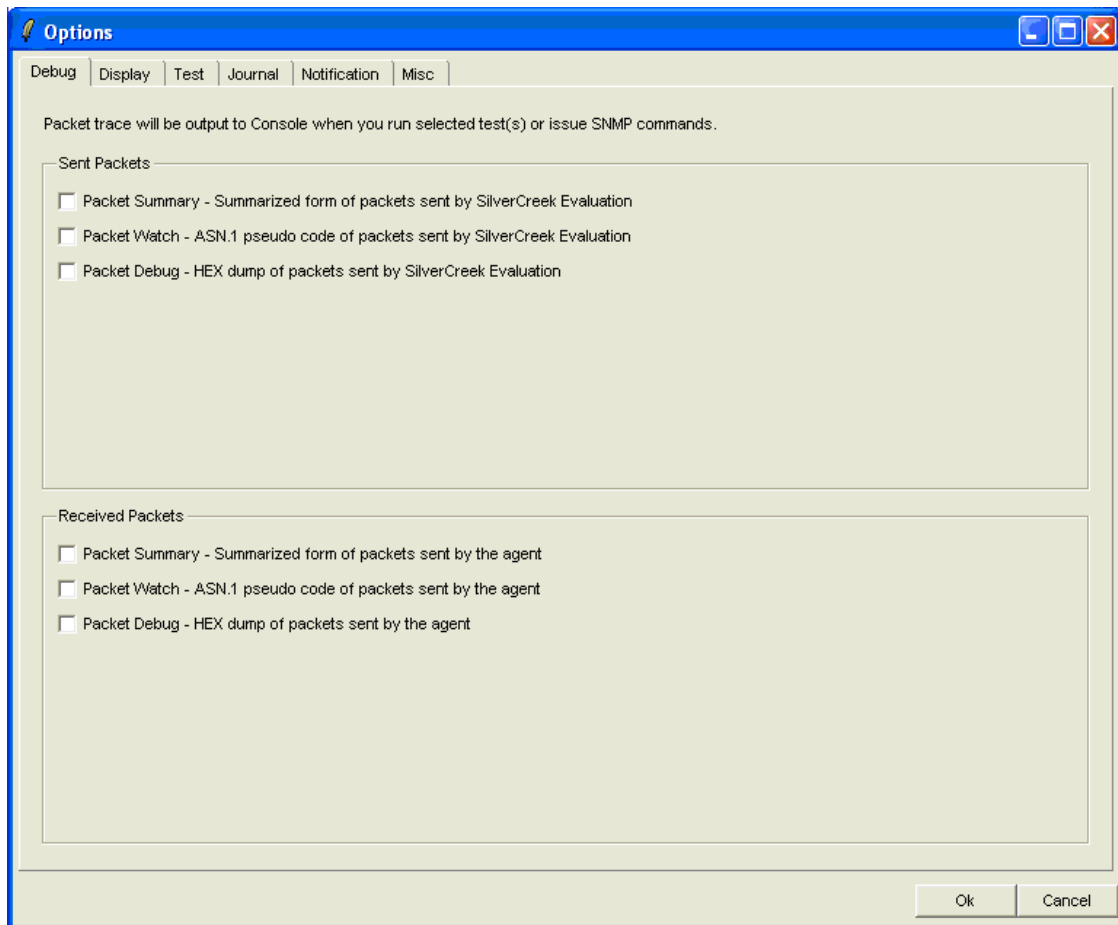 Options
Debug Display Test Journal Notification Misc
Packet trace will be output to Console when you run selected test(s) or issue SNMP commands.
Sent Packets
Packet Summary - Summarized form of packets sent by SilverCreek Evaluation
Packet Watch - ASN.1 pseudo code of packets sent by SilverCreek Evaluation
Packet Debug - HEX dump of packets sent by SilverCreek Evaluation
Received Packets
Packet Summary - Summarized form of packets sent by the agent
Packet Watch - ASN.1 pseudo code of packets sent by the agent
Packet Debug - HEX dump of packets sent by the agent
Ok Cancel